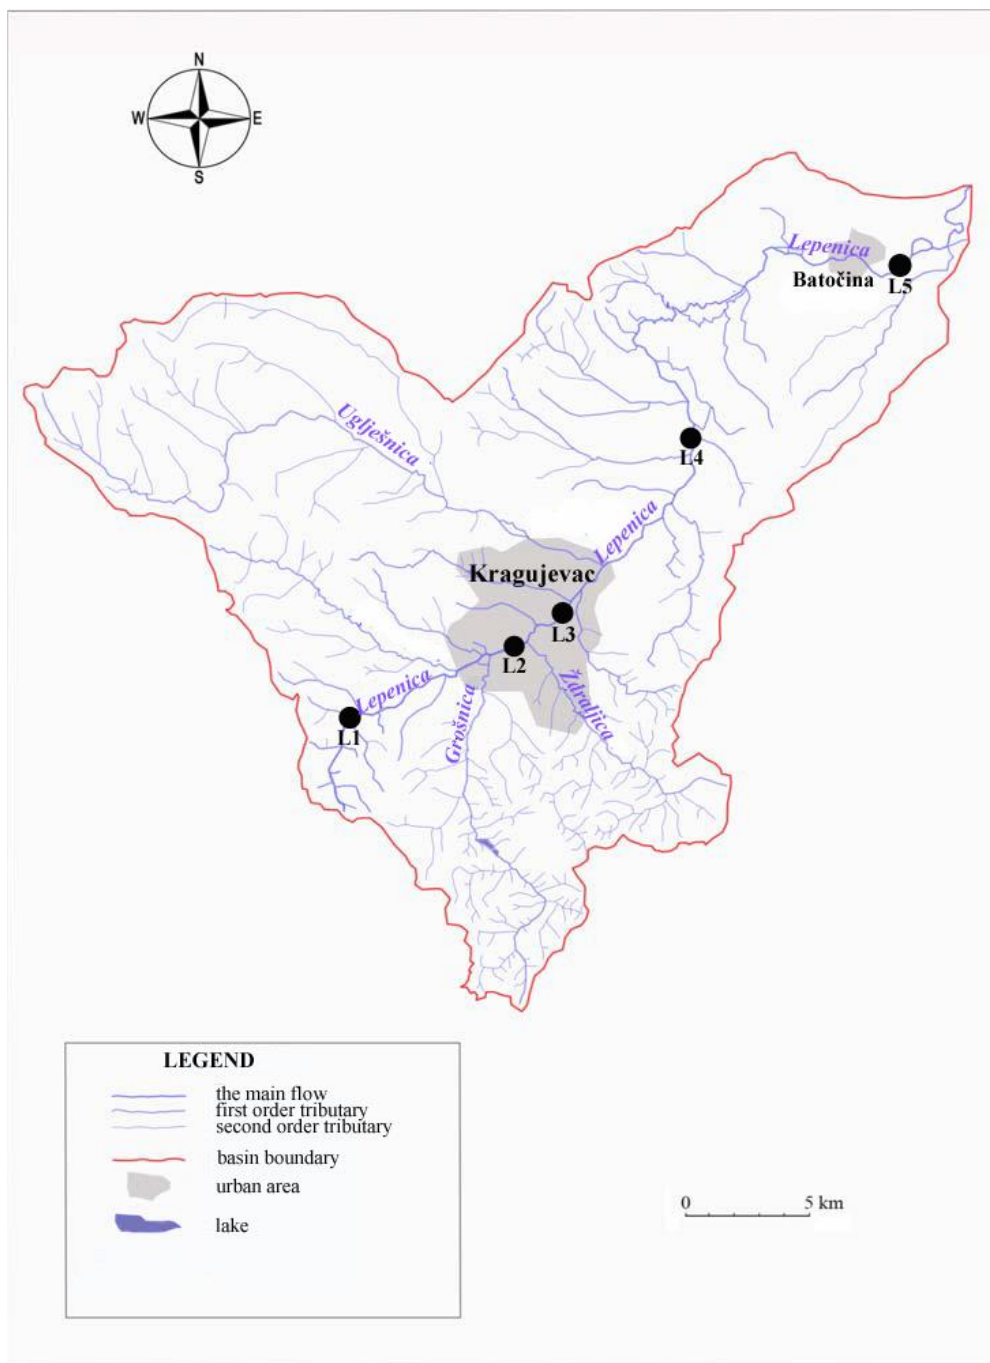 N
W E
S
Lepenica
Batočina
L5
Uglješnica
L4
Lepenica
Kragujevac
L3
L2
Lepenica
Ždraljica
Grošnica
L1
LEGEND
the main flow
first order tributary
second order tributary
basin boundary
urban area
lake
0 5 km